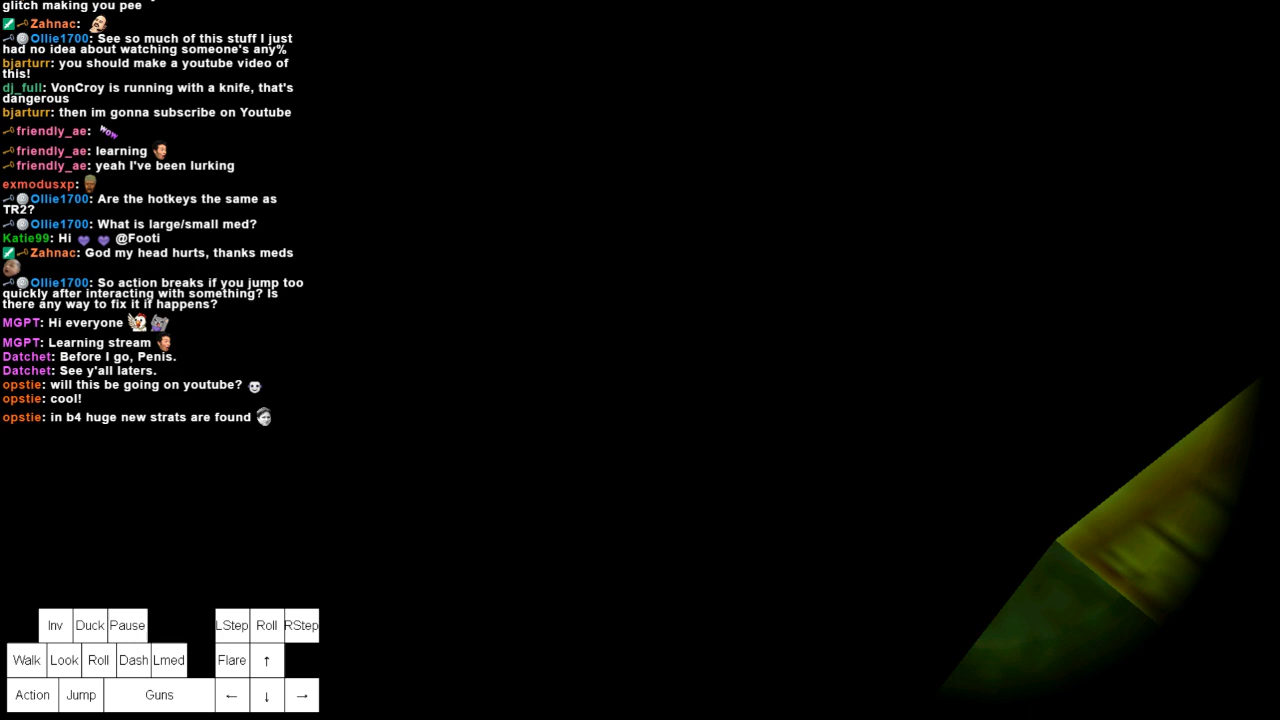 glitch making you pee
Zahnac:
Ollie1700: See so much of this stuff I just
had no idea about watching someone's any%
bjarturr: you should make a youtube video of
this!
dj_full: VonCroy is running with a knife, that's
dangerous
bjarturr: then im gonna subscribe on Youtube
friendly_ae: WOW
friendly_ae: learning
friendly_ae: yeah I've been lurking
exmodusxp:
Ollie1700: Are the hotkeys the same as
TR2?
Ollie1700: What is large/small med?
Katie99: Hi @Footi
Zahnac: God my head hurts, thanks meds
Ollie1700: So action breaks if you jump too
quickly after interacting with something? Is
there any way to fix it if happens?
MGPT: Hi everyone
MGPT: Learning stream
Datchet: Before I go, Penis.
Datchet: See y'all laters.
opstie: will this be going on youtube?
opstie: cool!
opstie: in b4 huge new strats are found
Inv Duck Pause LStep Roll RStep
Walk Look Roll Dash Lmed Flare ↑
Action Jump Guns ← ↓ →